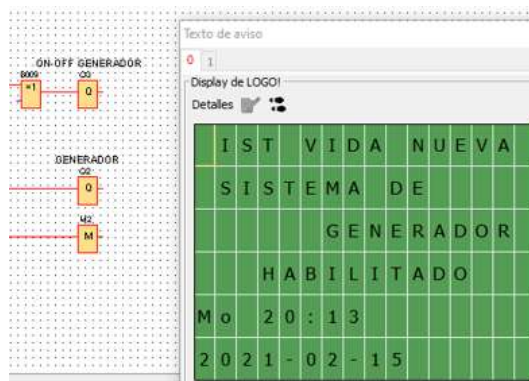 ON-OFF GENERADOR
B009
Q3
=1
Q
GENERADOR
Q2
Q
M2
M
Texto de aviso
0 1
Display de LOGO!
Detalles
IST VIDA NUEVA
SISTEMA DE
GENERADOR
HABILITADO
Mo 20:13
2021-02-15